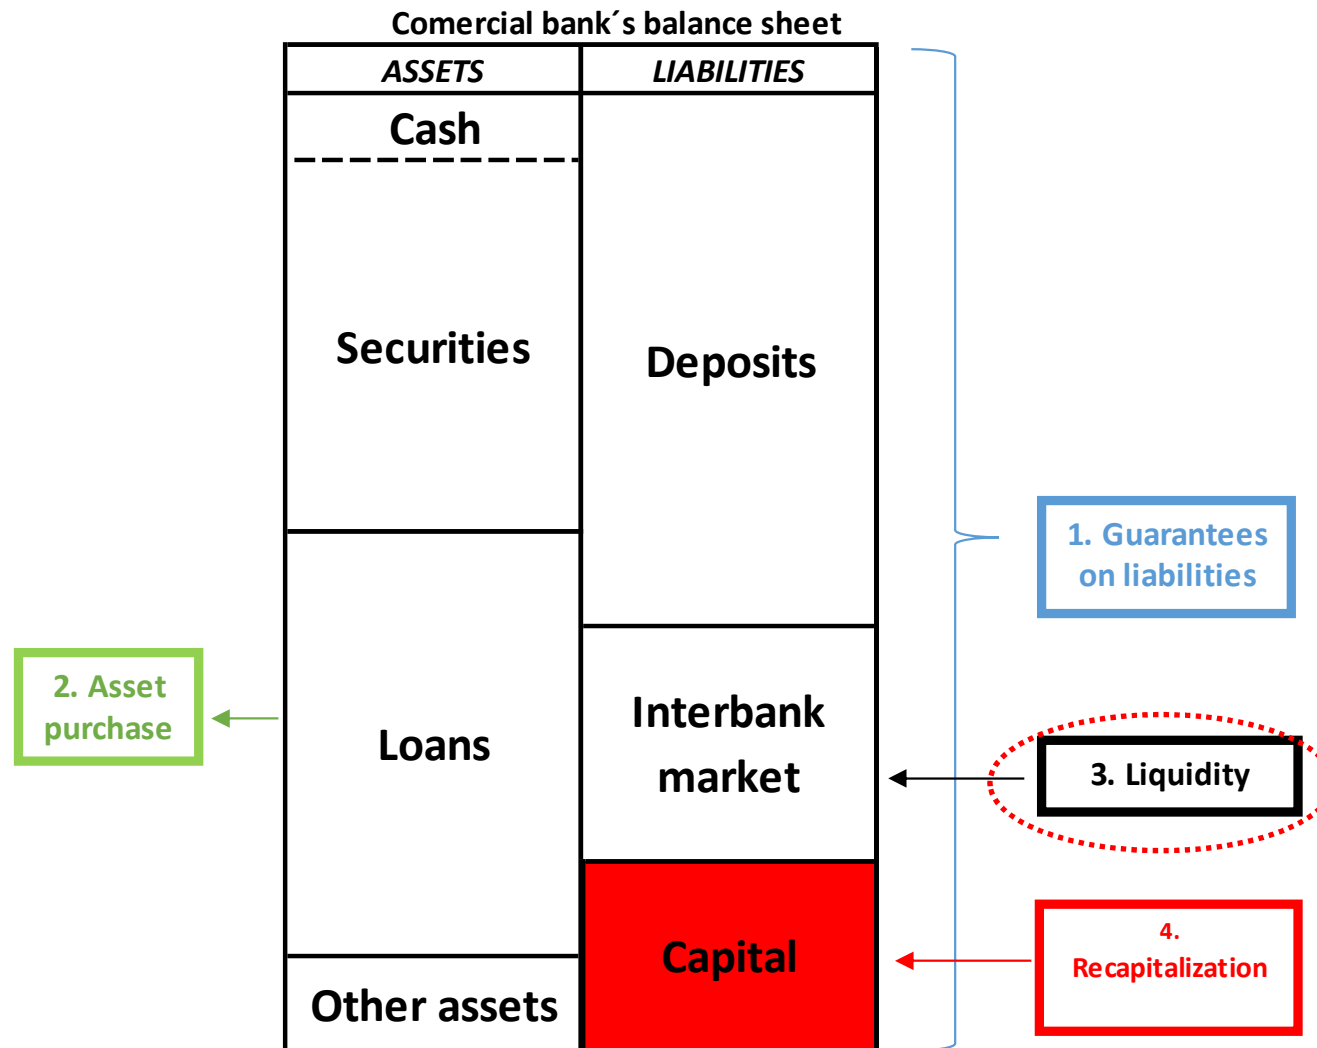 Comercial bank´s balance sheet
ASSETS
LIABILITIES
Cash
Securities
Deposits
1. Guarantees
on liabilities
2. Asset
purchase
Loans
Interbank
market
3. Liquidity
Capital
4.
Recapitalization
Other assets